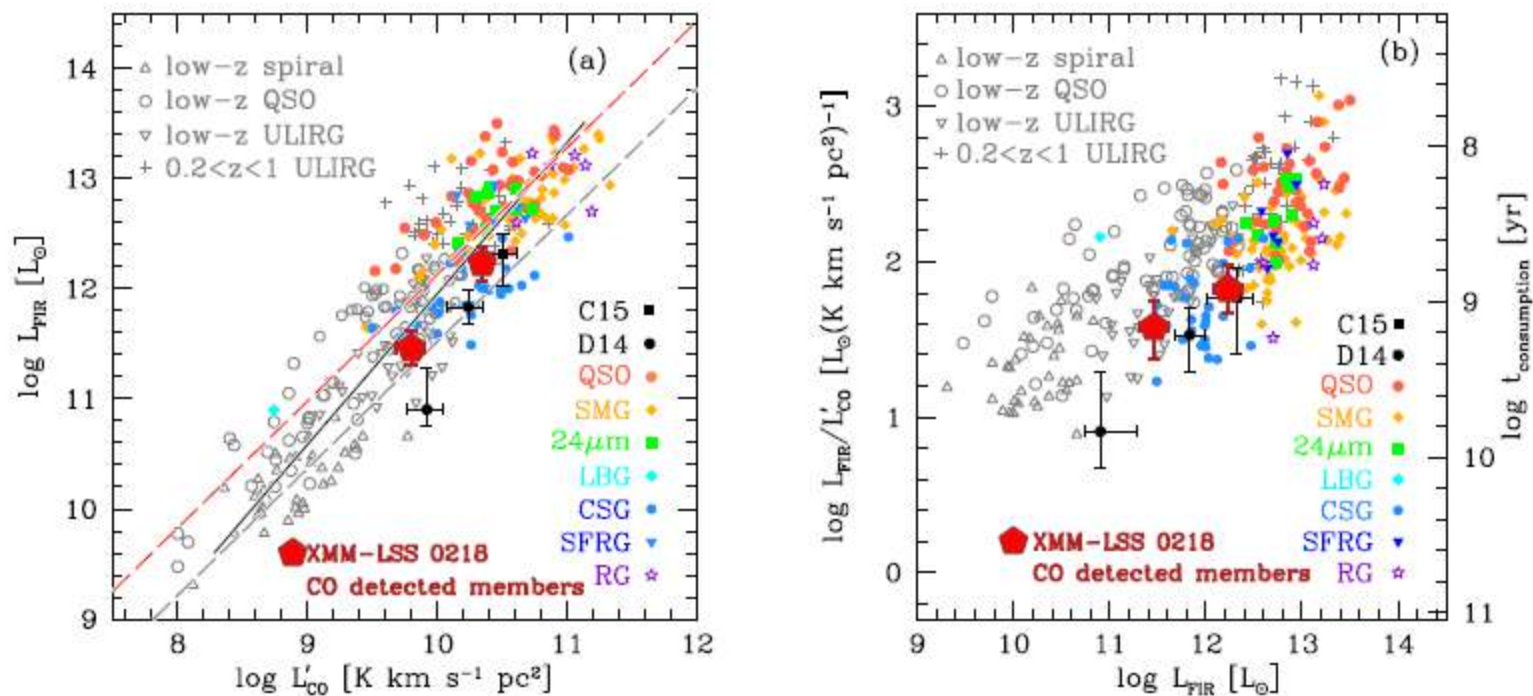 (a)
△ low-z spiral
○ low-z QSO
▽ low-z ULIRG
+ 0.2<z<1 ULIRG
C15 ■
D14 ●
QSO ●
SMG ◆
24μm ■
LBG ◆
CSG ●
SFRG ▼
RG ☆
XMM-LSS 0218
CO detected members
log L_FIR [L_⊙]
14
13
12
11
10
9
8
9
10
11
12
log L'_CO [K km s⁻¹ pc²]
(b)
△ low-z spiral
○ low-z QSO
▽ low-z ULIRG
+ 0.2<z<1 ULIRG
C15 ■
D14 ●
QSO ●
SMG ◆
24μm ■
LBG ◆
CSG ●
SFRG ▼
RG ☆
XMM-LSS 0218
CO detected members
log L_FIR/L'_CO [L_⊙(K km s⁻¹ pc²)⁻¹]
3
2
1
0
9
10
11
12
13
14
log L_FIR [L_⊙]
8
9
10
11
log t_consumption [yr]